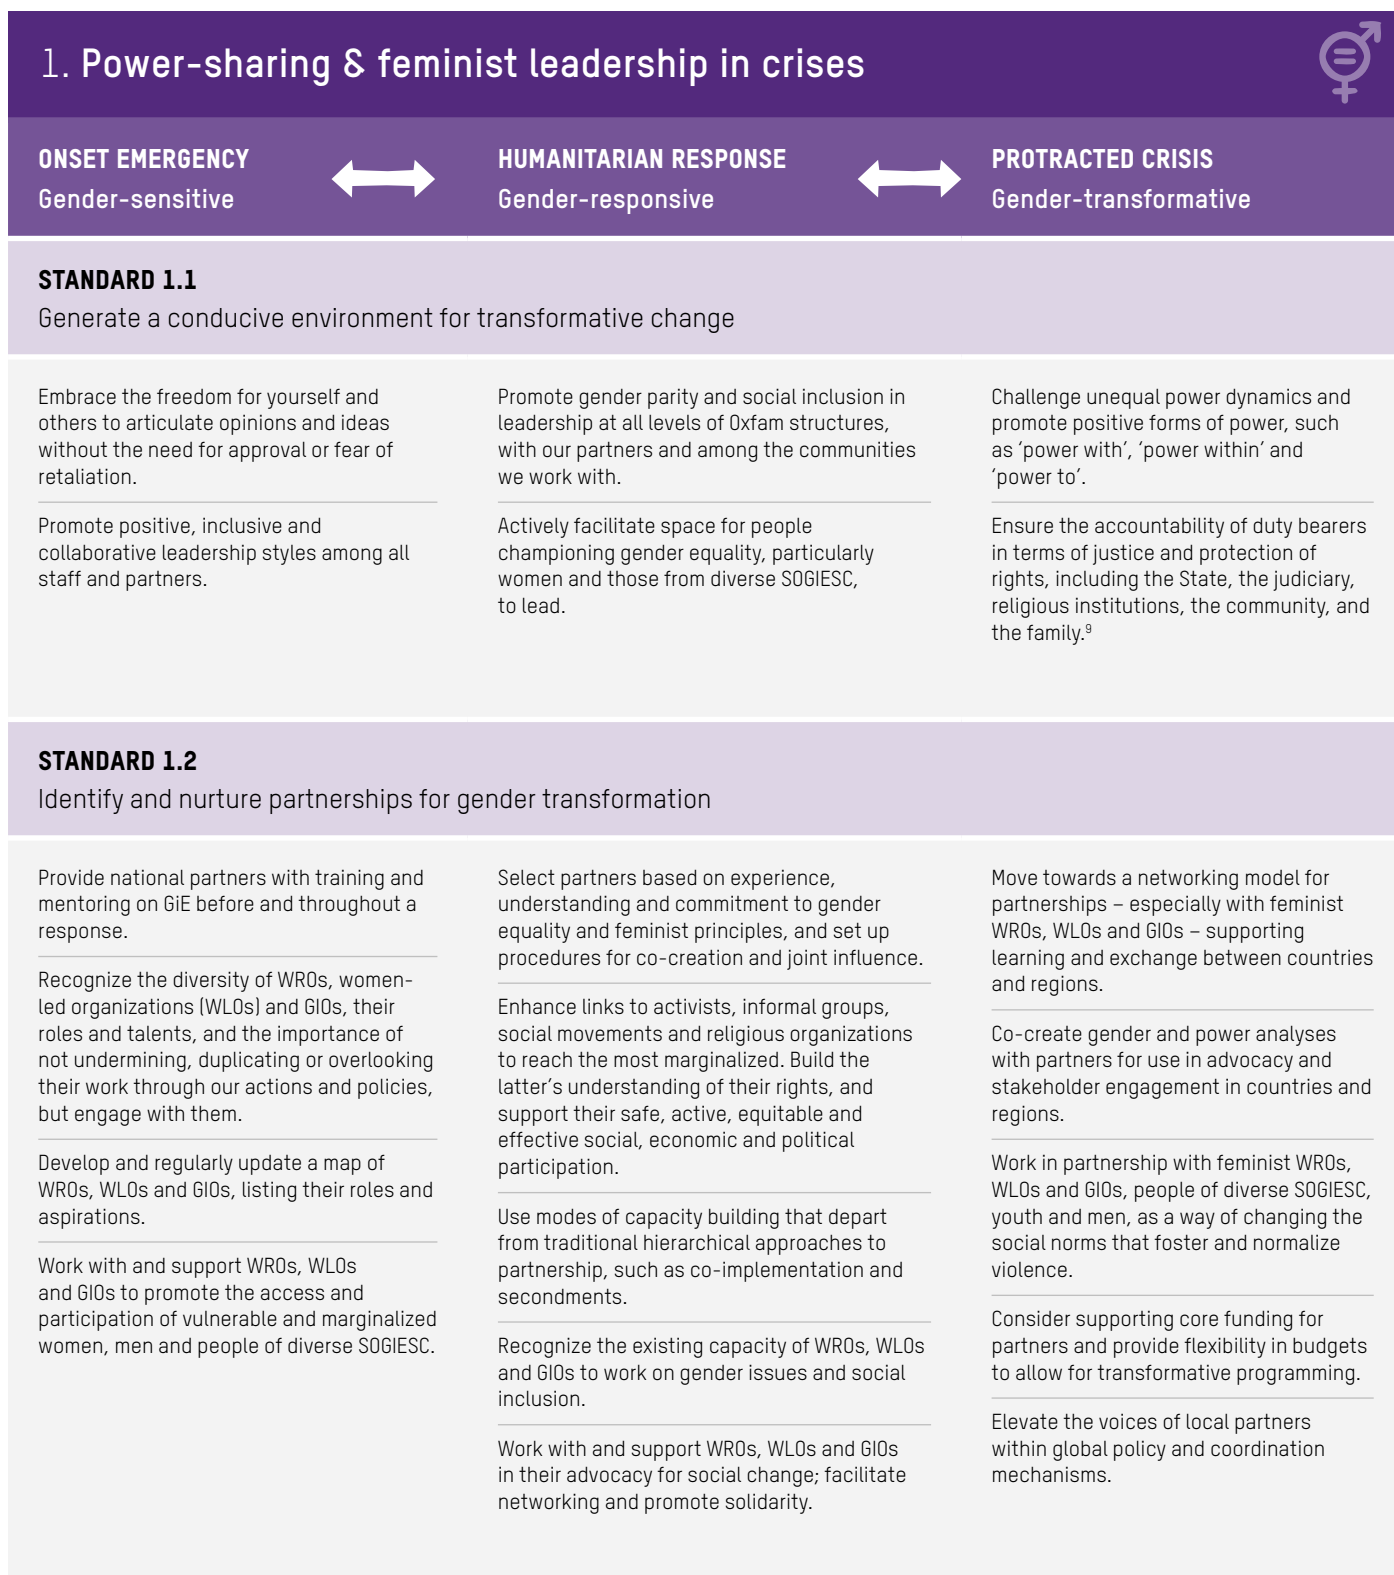 1. Power-sharing & feminist leadership in crises
ONSET EMERGENCY
Gender-sensitive
HUMANITARIAN RESPONSE
Gender-responsive
PROTRACTED CRISIS
Gender-transformative
STANDARD 1.1
Generate a conducive environment for transformative change
Embrace the freedom for yourself and
others to articulate opinions and ideas
without the need for approval or fear of
retaliation.
Promote positive, inclusive and
collaborative leadership styles among all
staff and partners.
Promote gender parity and social inclusion in
leadership at all levels of Oxfam structures,
with our partners and among the communities
we work with.
Actively facilitate space for people
championing gender equality, particularly
women and those from diverse SOGIESC,
to lead.
Challenge unequal power dynamics and
promote positive forms of power, such
as ‘power with’, ‘power within’ and
‘power to’.
Ensure the accountability of duty bearers
in terms of justice and protection of
rights, including the State, the judiciary,
religious institutions, the community, and
the family.⁹
STANDARD 1.2
Identify and nurture partnerships for gender transformation
Provide national partners with training and
mentoring on GiE before and throughout a
response.
Recognize the diversity of WROs, women-
led organizations (WLOs) and GIOs, their
roles and talents, and the importance of
not undermining, duplicating or overlooking
their work through our actions and policies,
but engage with them.
Develop and regularly update a map of
WROs, WLOs and GIOs, listing their roles and
aspirations.
Work with and support WROs, WLOs
and GIOs to promote the access and
participation of vulnerable and marginalized
women, men and people of diverse SOGIESC.
Select partners based on experience,
understanding and commitment to gender
equality and feminist principles, and set up
procedures for co-creation and joint influence.
Enhance links to activists, informal groups,
social movements and religious organizations
to reach the most marginalized. Build the
latter’s understanding of their rights, and
support their safe, active, equitable and
effective social, economic and political
participation.
Use modes of capacity building that depart
from traditional hierarchical approaches to
partnership, such as co-implementation and
secondments.
Recognize the existing capacity of WROs, WLOs
and GIOs to work on gender issues and social
inclusion.
Work with and support WROs, WLOs and GIOs
in their advocacy for social change; facilitate
networking and promote solidarity.
Move towards a networking model for
partnerships – especially with feminist
WROs, WLOs and GIOs – supporting
learning and exchange between countries
and regions.
Co-create gender and power analyses
with partners for use in advocacy and
stakeholder engagement in countries and
regions.
Work in partnership with feminist WROs,
WLOs and GIOs, people of diverse SOGIESC,
youth and men, as a way of changing the
social norms that foster and normalize
violence.
Consider supporting core funding for
partners and provide flexibility in budgets
to allow for transformative programming.
Elevate the voices of local partners
within global policy and coordination
mechanisms.